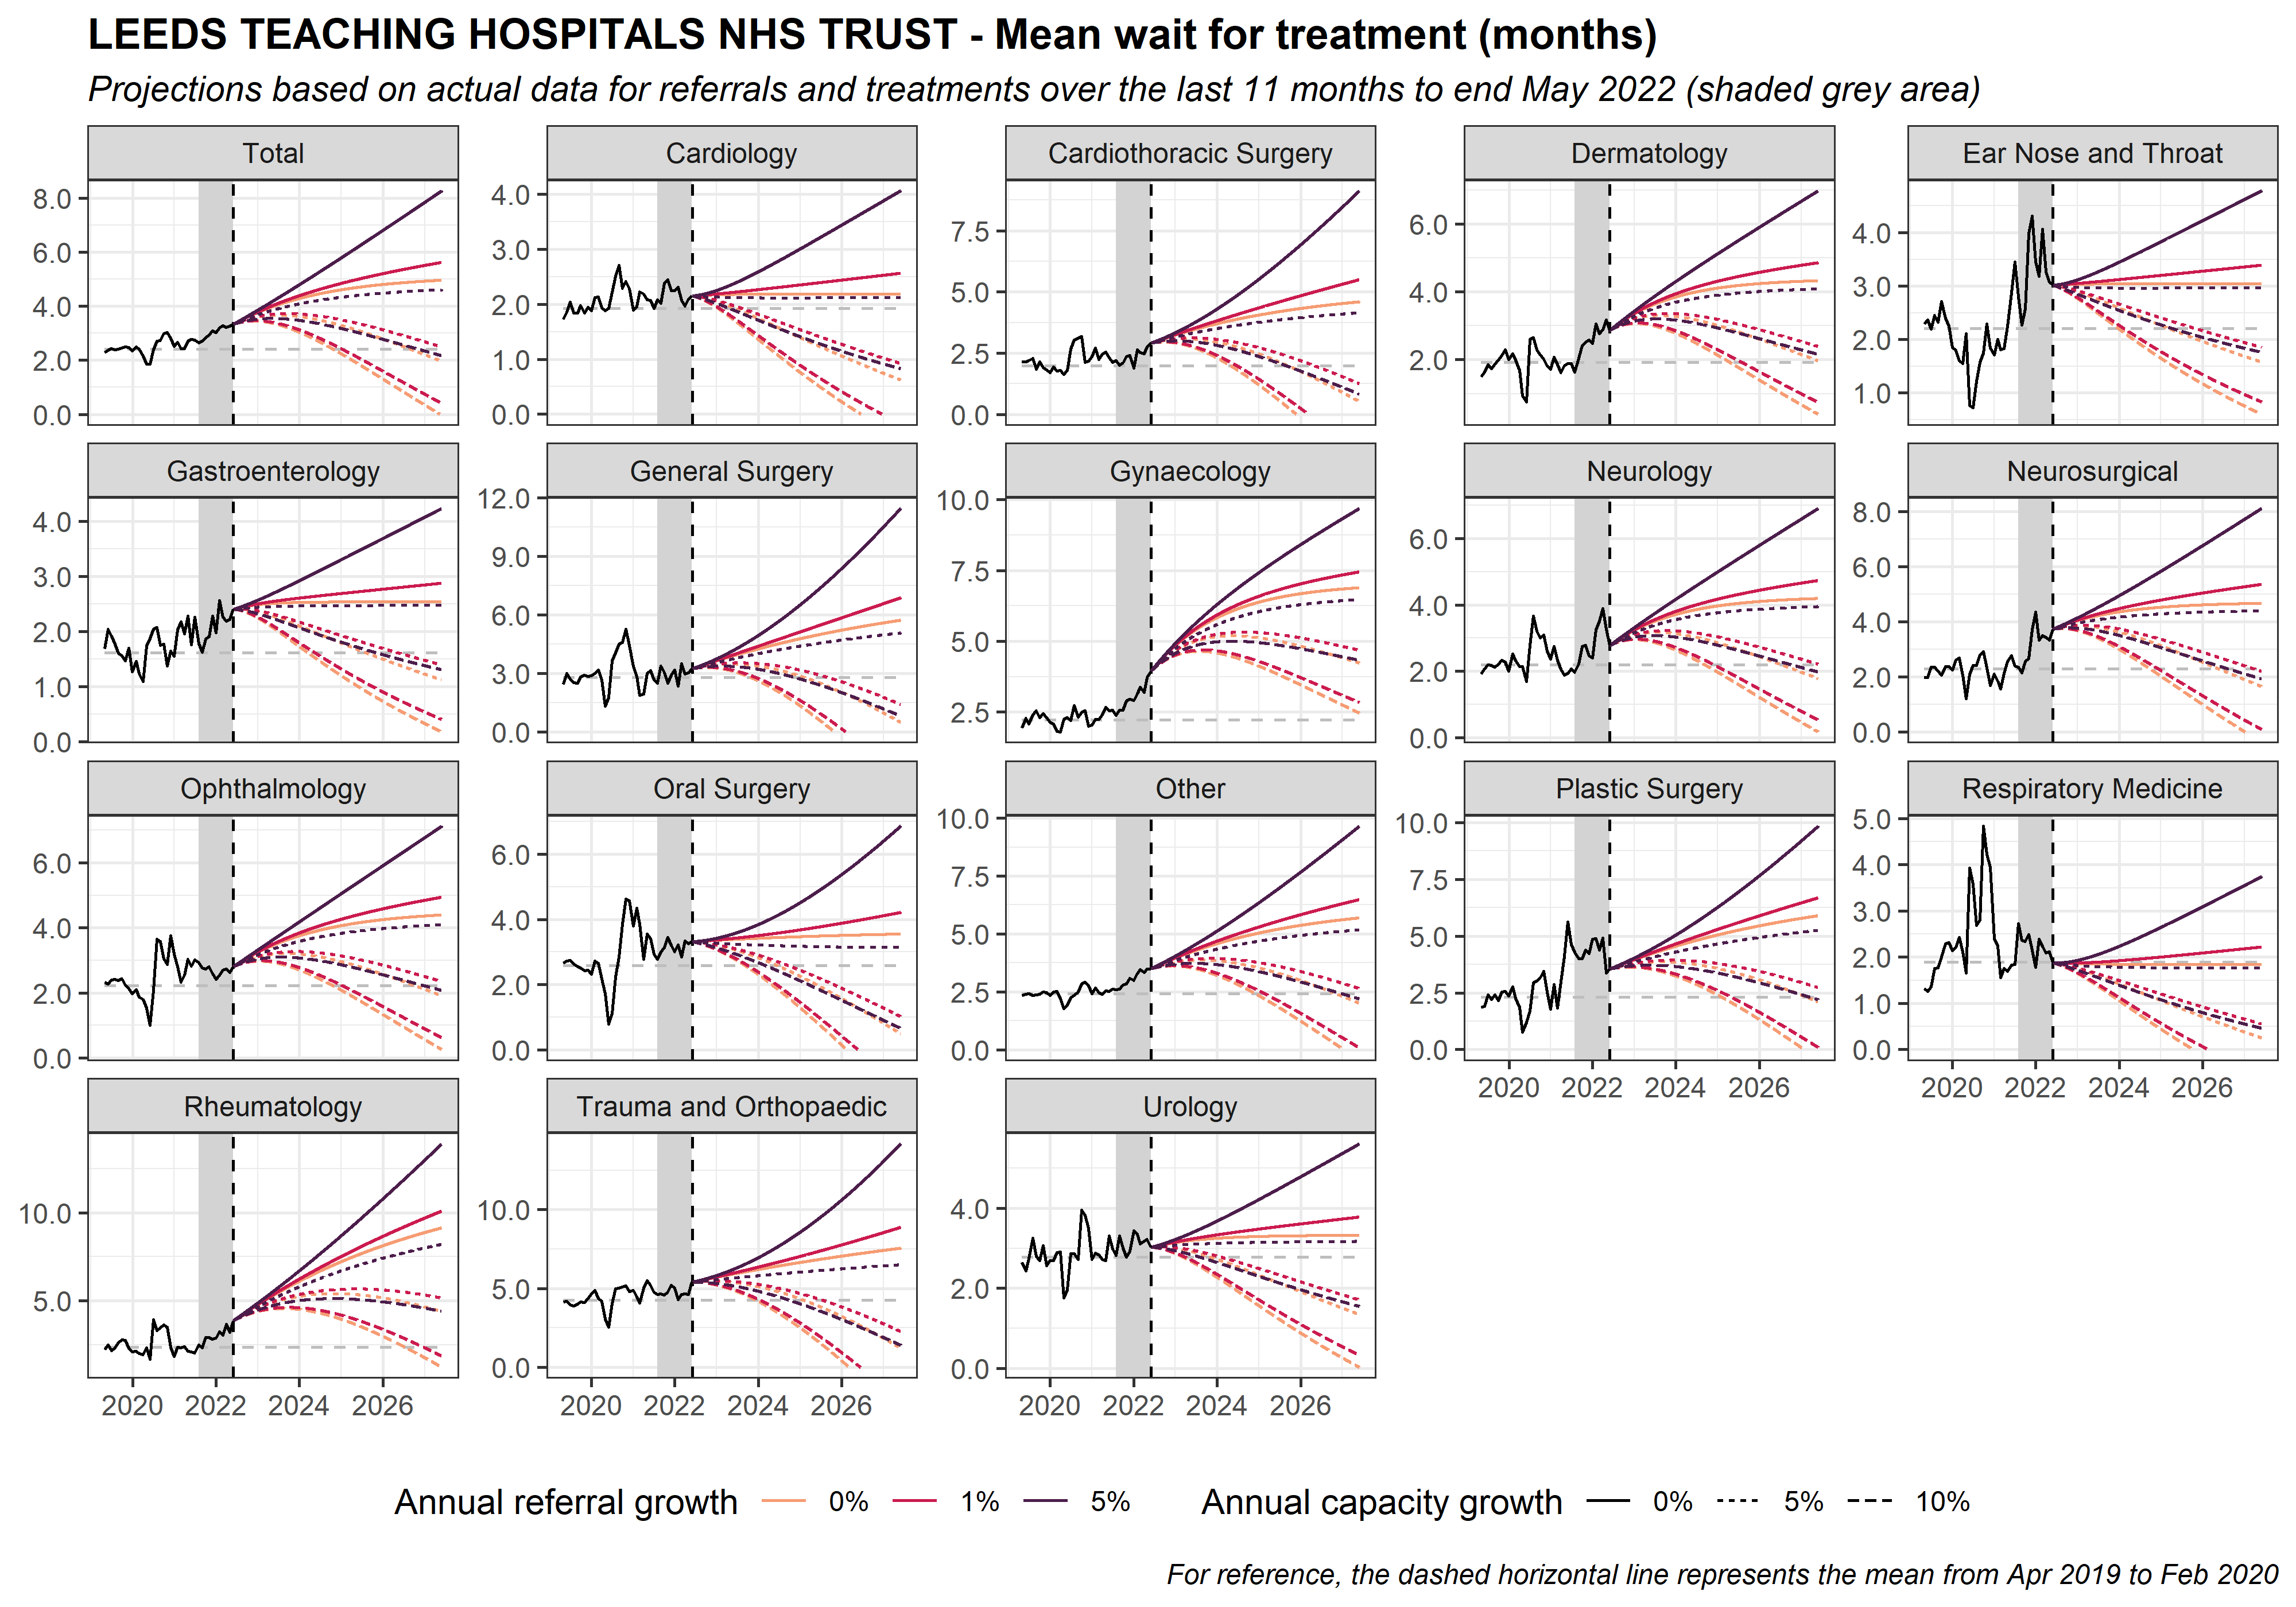 LEEDS TEACHING HOSPITALS NHS TRUST - Mean wait for treatment (months)
Projections based on actual data for referrals and treatments over the last 11 months to end May 2022 (shaded grey area)
Total
8.0
6.0
4.0
2.0
0.0
Cardiology
4.0
3.0
2.0
1.0
0.0
Cardiothoracic Surgery
7.5
5.0
2.5
0.0
Dermatology
6.0
4.0
2.0
Ear Nose and Throat
4.0
3.0
2.0
1.0
Gastroenterology
4.0
3.0
2.0
1.0
0.0
General Surgery
12.0
9.0
6.0
3.0
0.0
Gynaecology
10.0
7.5
5.0
2.5
Neurology
6.0
4.0
2.0
0.0
Neurosurgical
8.0
6.0
4.0
2.0
0.0
Ophthalmology
6.0
4.0
2.0
0.0
Oral Surgery
6.0
4.0
2.0
0.0
Other
10.0
7.5
5.0
2.5
0.0
Plastic Surgery
10.0
7.5
5.0
2.5
0.0
2020 2022 2024 2026
Respiratory Medicine
5.0
4.0
3.0
2.0
1.0
0.0
2020 2022 2024 2026
Rheumatology
10.0
5.0
2020 2022 2024 2026
Trauma and Orthopaedic
10.0
5.0
0.0
2020 2022 2024 2026
Urology
4.0
2.0
0.0
2020 2022 2024 2026
Annual referral growth 0% 1% 5% Annual capacity growth 0% 5% 10%
For reference, the dashed horizontal line represents the mean from Apr 2019 to Feb 2020